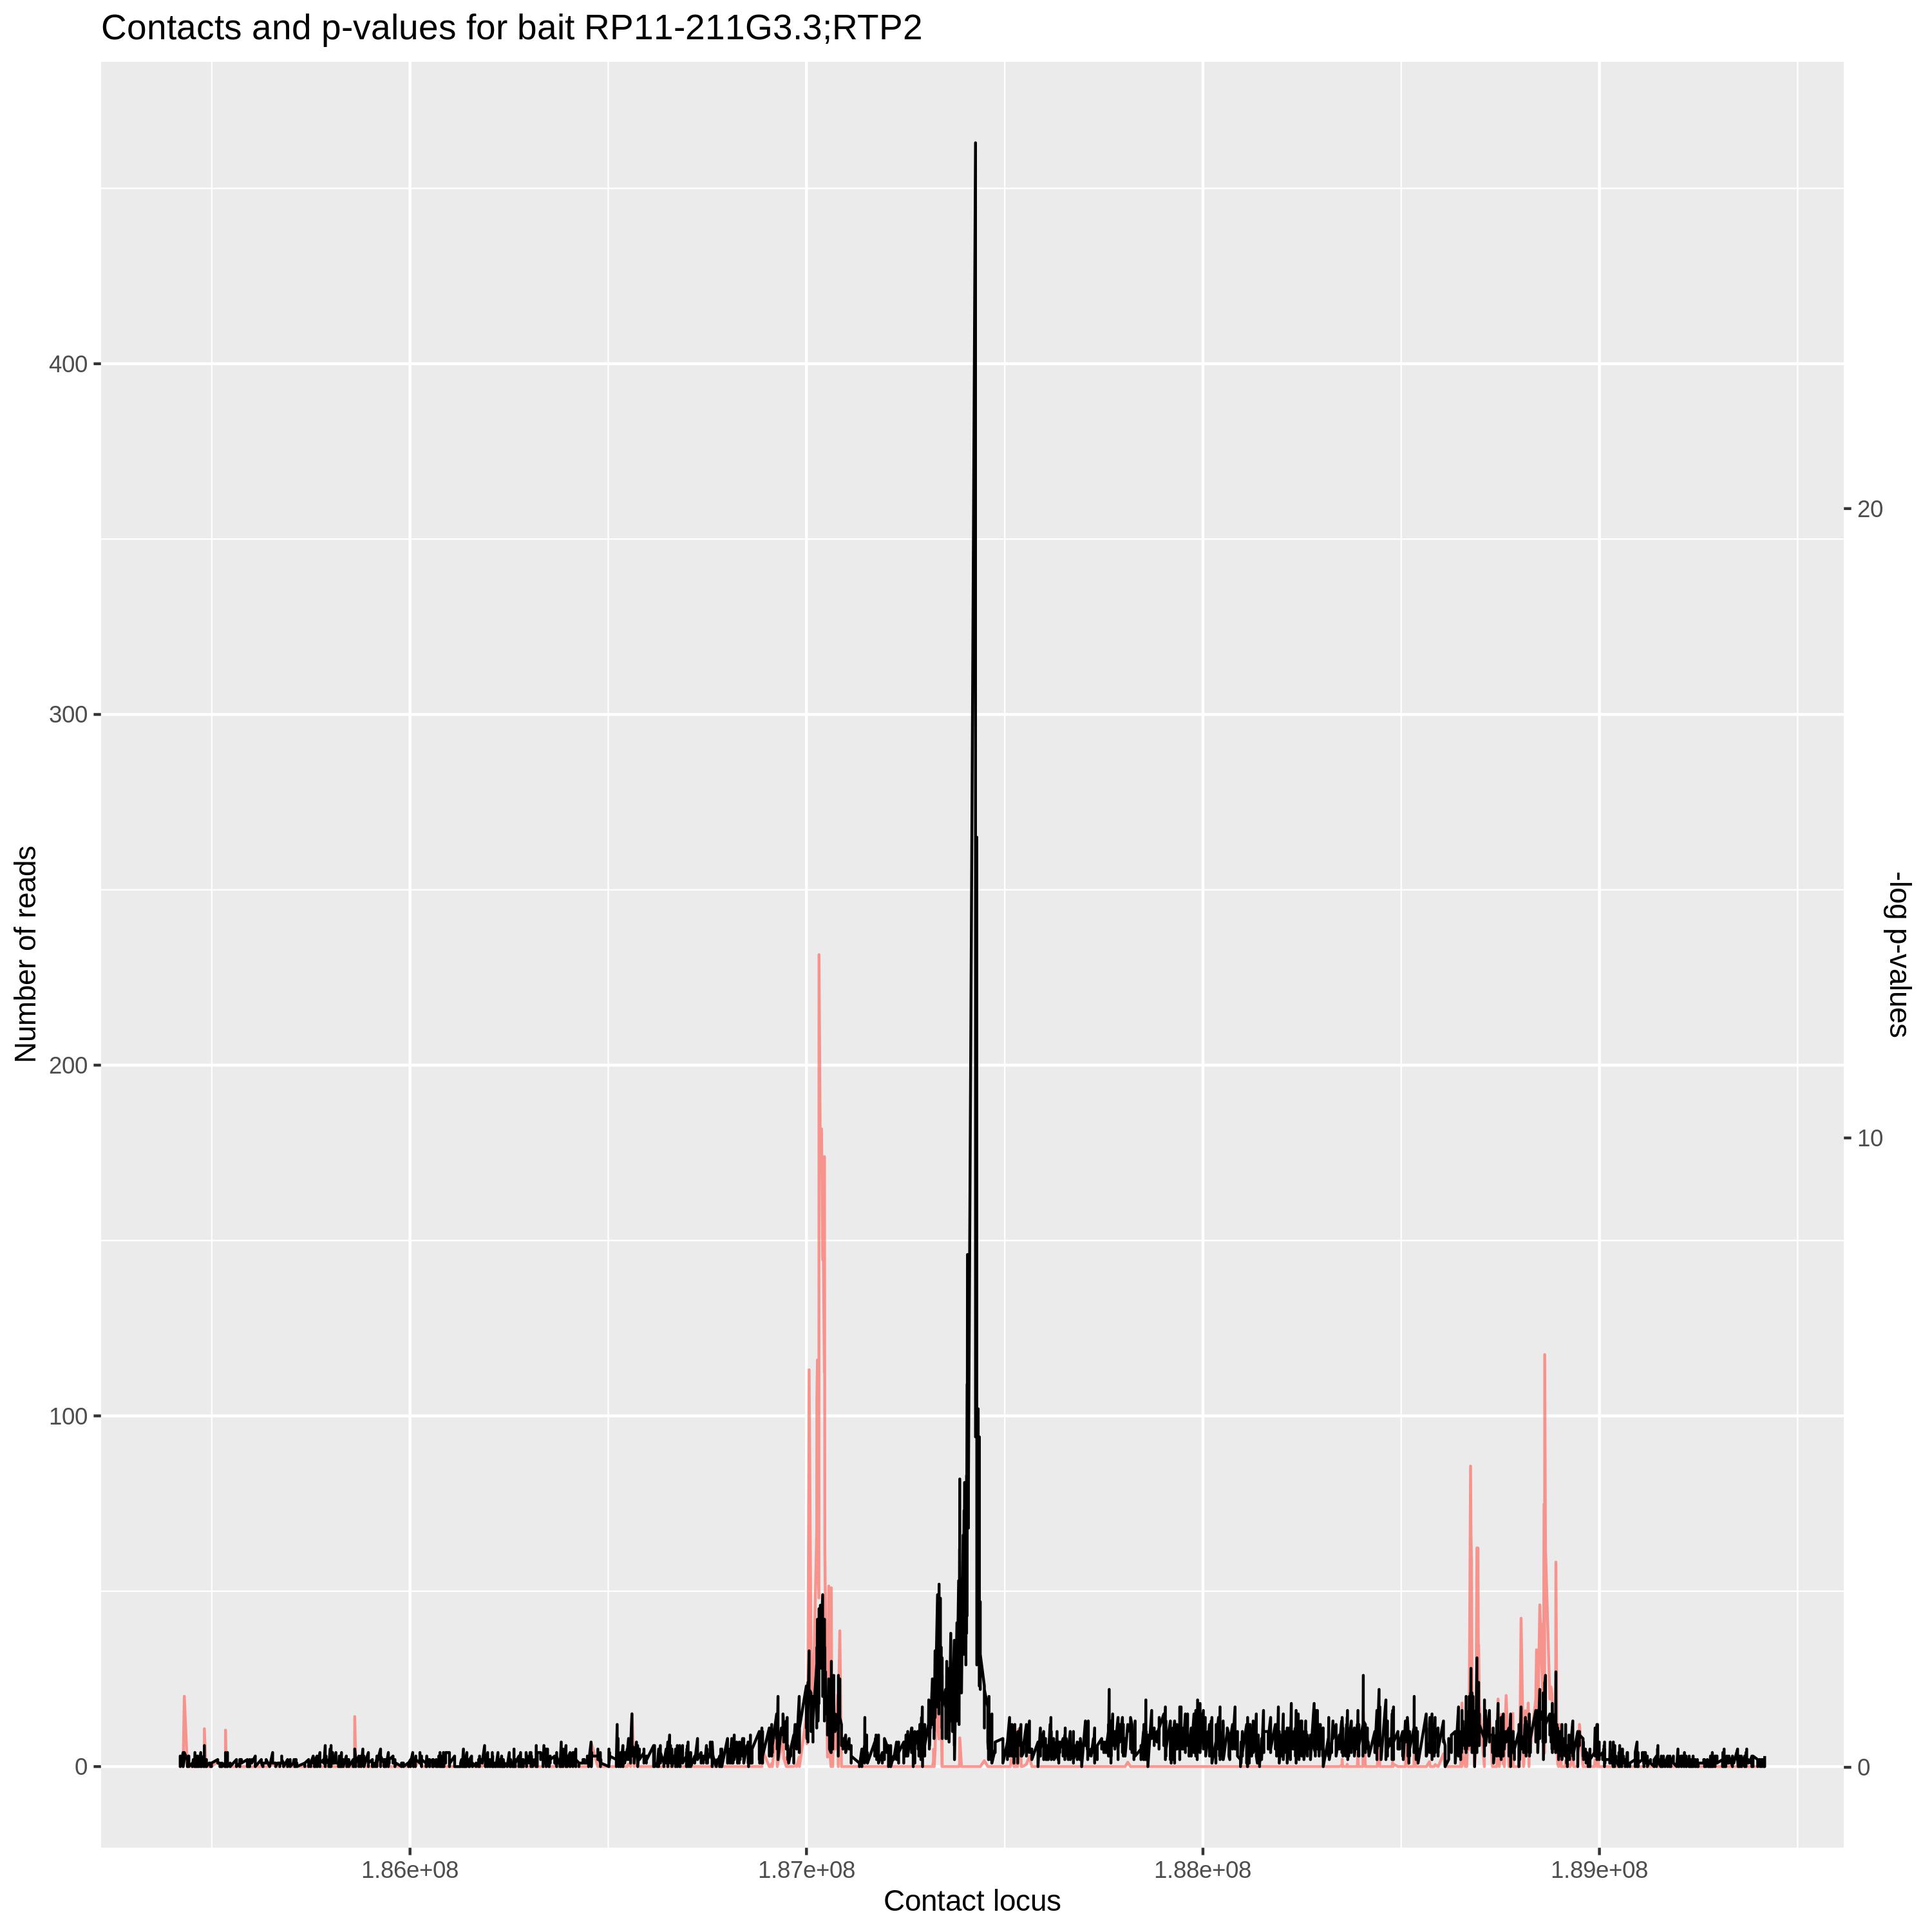 Contacts and p-values for bait RP11-211G3.3;RTP2
Number of reads
400
300
200
100
0
20
10
0
-log p-values
1.86e+08 1.87e+08 1.88e+08 1.89e+08
Contact locus